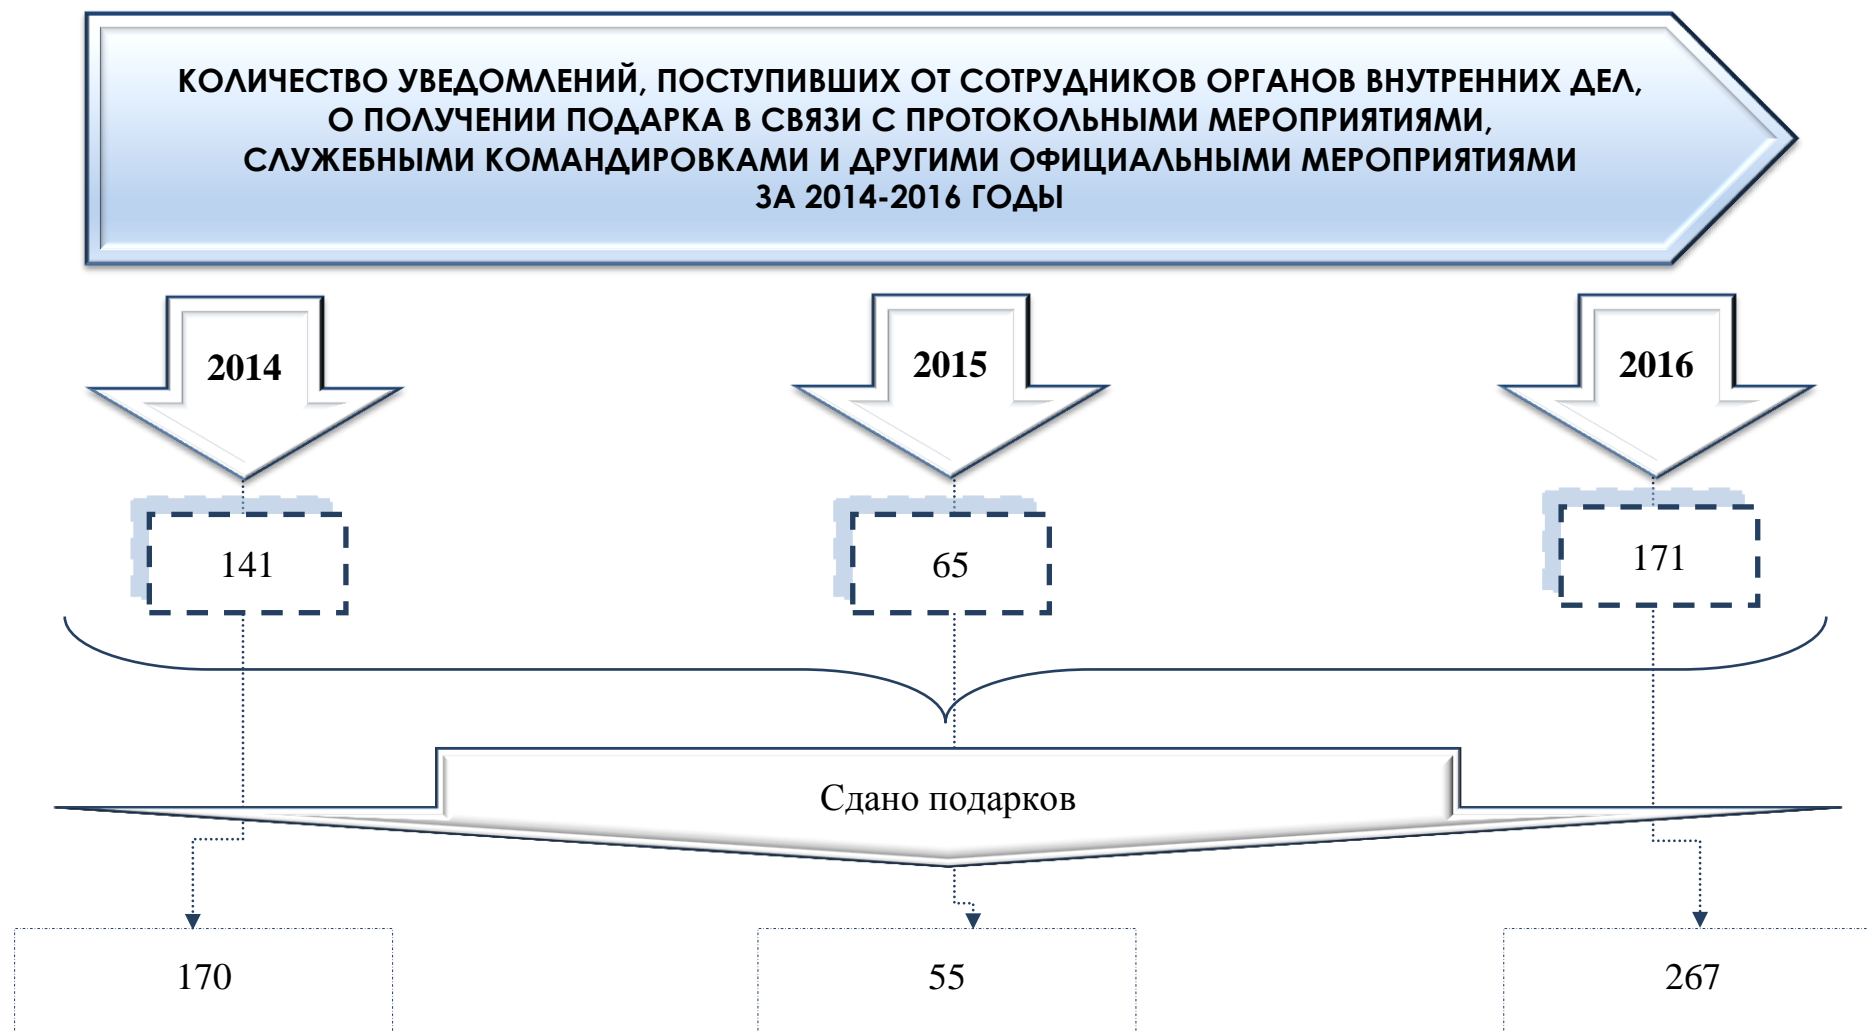 КОЛИЧЕСТВО УВЕДОМЛЕНИЙ, ПОСТУПИВШИХ ОТ СОТРУДНИКОВ ОРГАНОВ ВНУТРЕННИХ ДЕЛ,
О ПОЛУЧЕНИИ ПОДАРКА В СВЯЗИ С ПРОТОКОЛЬНЫМИ МЕРОПРИЯТИЯМИ,
СЛУЖЕБНЫМИ КОМАНДИРОВКАМИ И ДРУГИМИ ОФИЦИАЛЬНЫМИ МЕРОПРИЯТИЯМИ
ЗА 2014-2016 ГОДЫ
2014
2015
2016
141
65
171
Сдано подарков
170
55
267